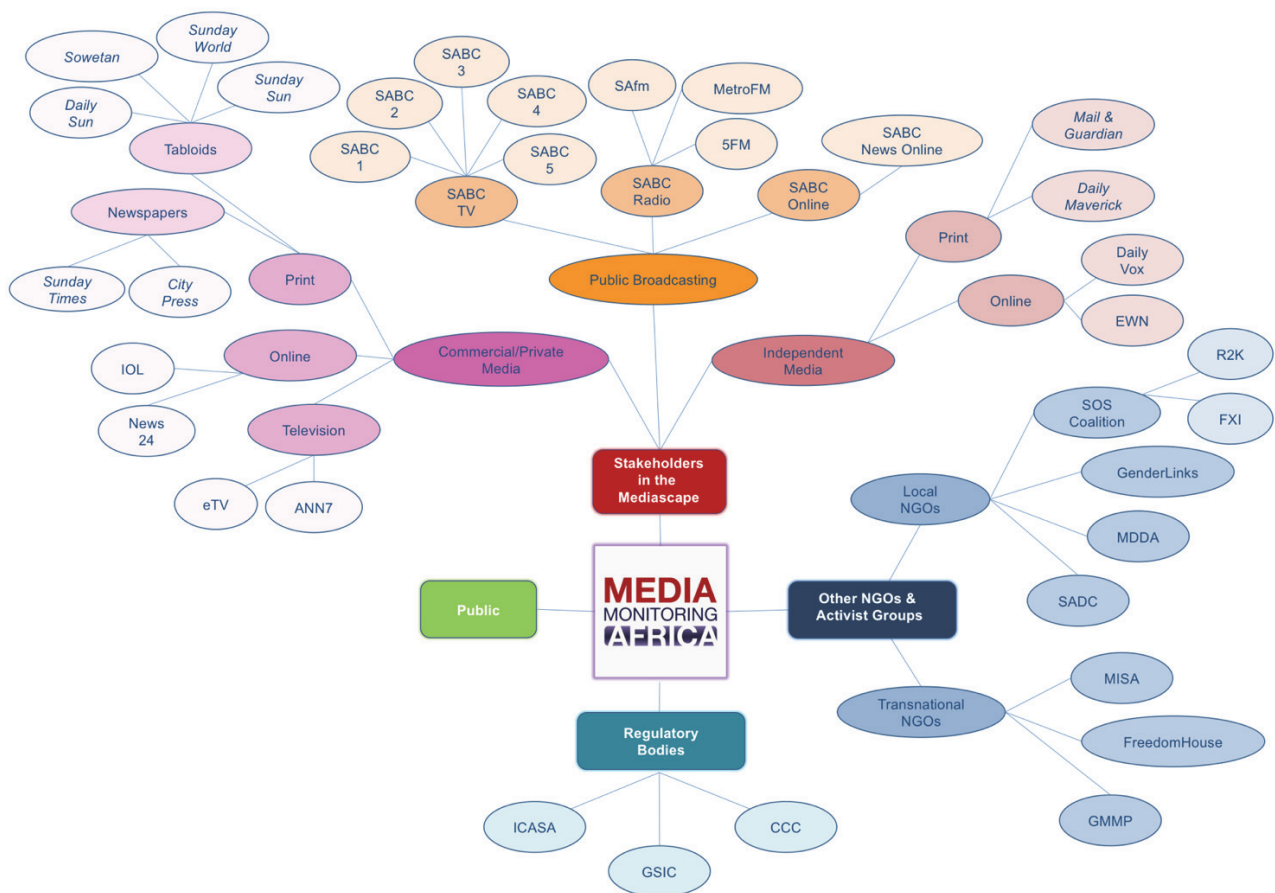 Sunday
World
Sowetan
Sunday
Sun
Daily
Sun
Tabloids
Newspapers
Sunday
Times
City
Press
Print
Online
IOL
News
24
Television
eTV
ANN7
Commercial/Private
Media
SABC
1
SABC
2
SABC
3
SABC
4
SABC
5
SABC
TV
SAfm
MetroFM
5FM
SABC
Radio
SABC
News Online
SABC
Online
Public Broadcasting
Mail &
Guardian
Daily
Maverick
Print
Daily
Vox
EWN
Online
Independent
Media
Stakeholders
in the
Mediascape
R2K
FXI
SOS
Coalition
GenderLinks
MDDA
SADC
Local
NGOs
Public
MEDIA
MONITORING
AFRICA
Other NGOs &
Activist Groups
Transnational
NGOs
MISA
FreedomHouse
GMMP
Regulatory
Bodies
ICASA
GSIC
CCC